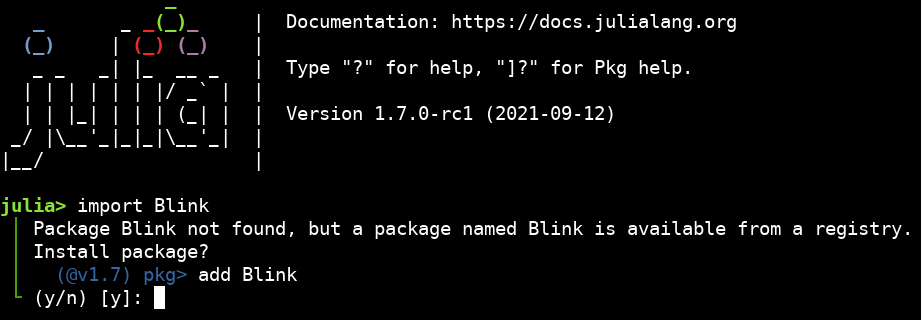 Documentation: https://docs.julialang.org
Type "?" for help, "]?" for Pkg help.
Version 1.7.0-rc1 (2021-09-12)
julia> import Blink
Package Blink not found, but a package named Blink is available from a registry.
Install package?
(@v1.7) pkg> add Blink
(y/n) [y]: